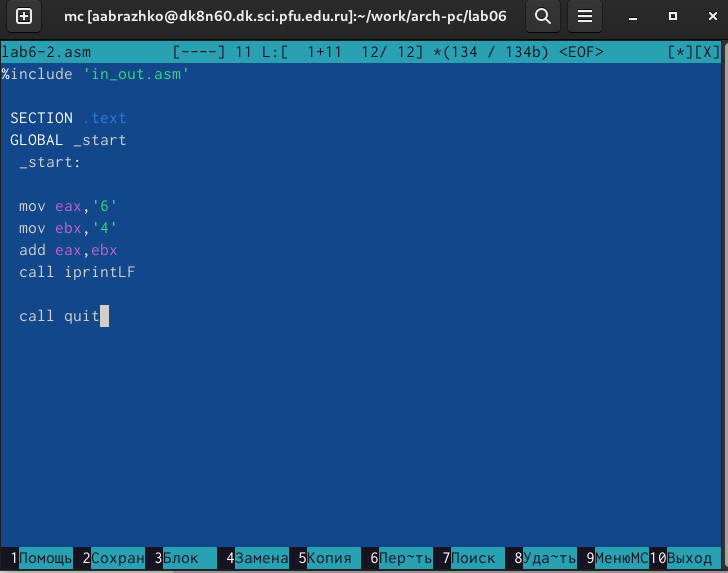 mc [aabrazhko@dk8n60.dk.sci.pfu.edu.ru]:~/work/arch-pc/lab06
lab6-2.asm [----] 11 L:[ 1+11 12/ 12] *(134 / 134b) <EOF> [*][X]
%include 'in_out.asm'
SECTION .text
GLOBAL _start
_start:
mov eax,'6'
mov ebx,'4'
add eax,ebx
call iprintLF
call quit
1Помощь 2Сохран 3Блок 4Замена 5Копия 6Пер~ть 7Поиск 8Уда~ть 9МенюMC 10Выход